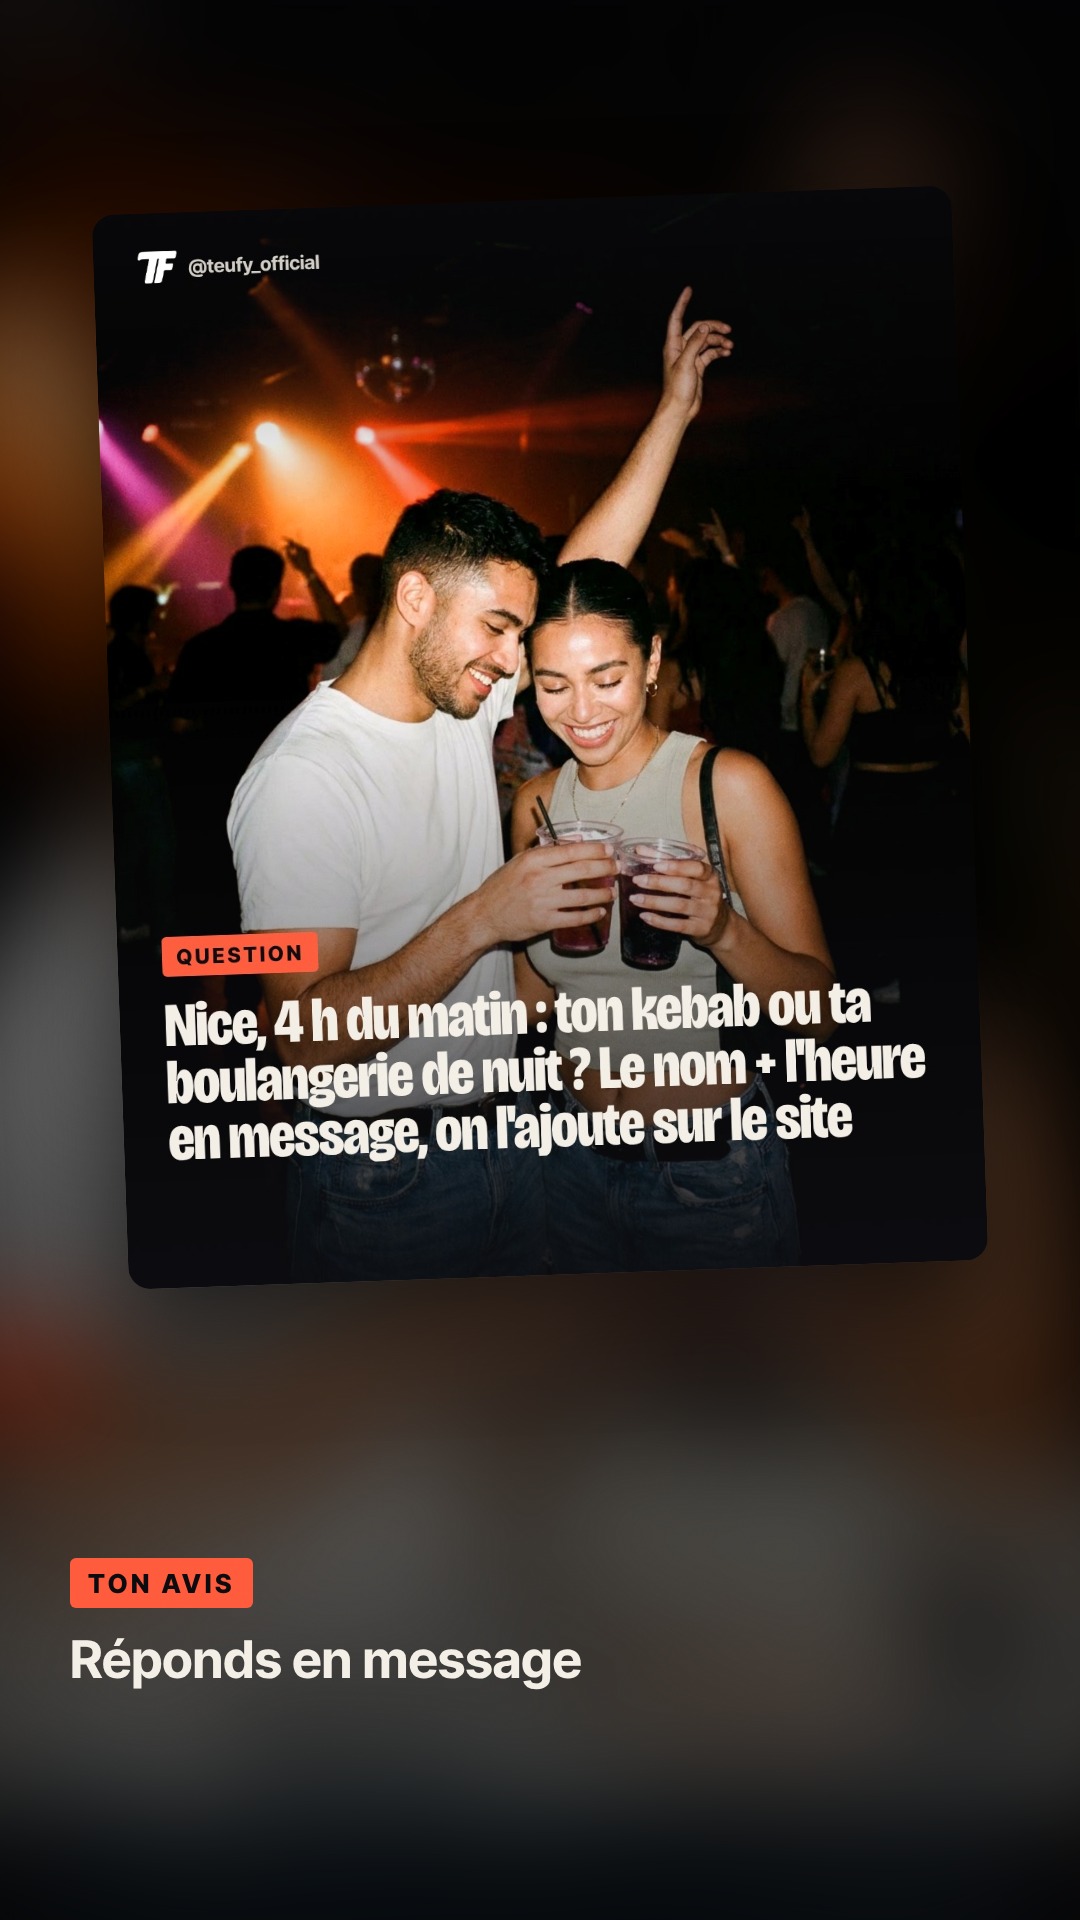 TF @teufy_official
QUESTION
Nice, 4 h du matin : ton kebab ou ta
boulangerie de nuit ? Le nom + l'heure
en message, on l'ajoute sur le site
TON AVIS
Réponds en message